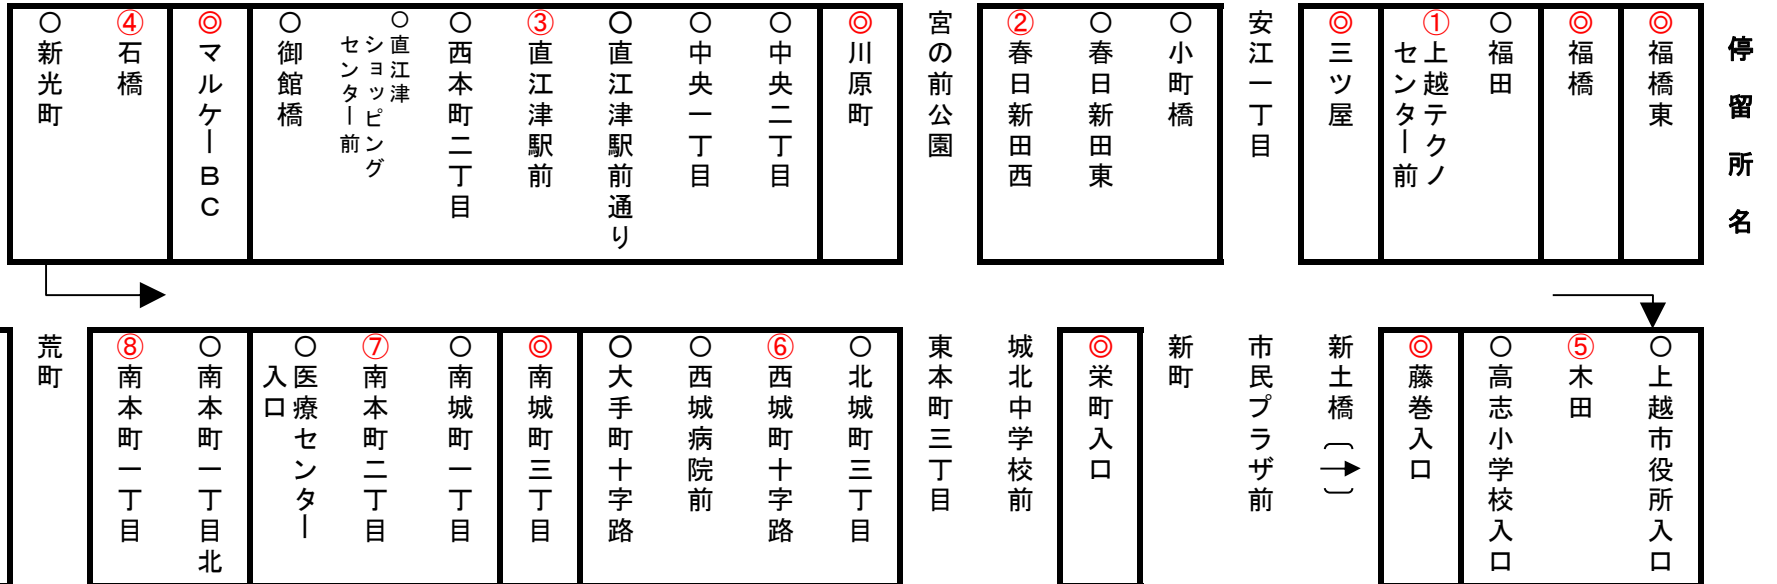 停留所名
◎福橋東
◎福橋
○福田
①上越テクノ
センター前
◎三ツ屋
安江一丁目
○小町橋
○春日新田東
②春日新田西
宮の前公園
◎川原町
○中央二丁目
○中央一丁目
○直江津駅前通り
③直江津駅前
○西本町二丁目
○直江津
ショッピング
センター前
○御館橋
◎マルケーBC
④石橋
○新光町
○上越市役所入口
⑤木田
○高志小学校入口
◎藤巻入口
新土橋(→)
市民プラザ前
新町
◎栄町入口
城北中学校前
東本町三丁目
○北城町三丁目
⑥西城町十字路
○西城病院前
○大手町十字路
◎南城町三丁目
○南城町一丁目
⑦南本町二丁目
○医療センター
入口
○南本町一丁目北
⑧南本町一丁目
荒町